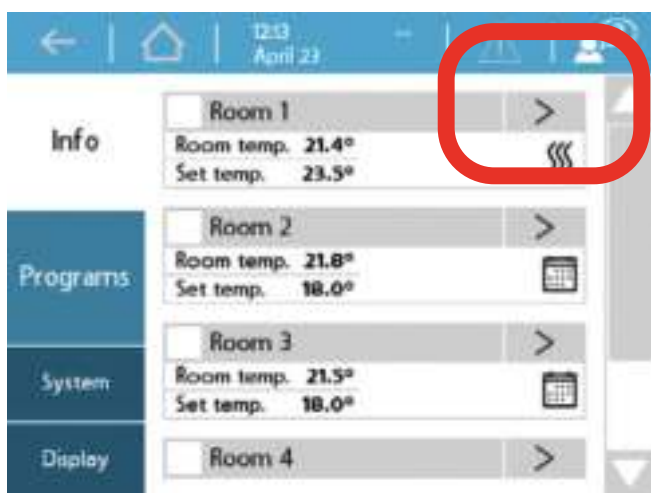 12:13
April 23
Info
Programs
System
Display
Room 1
Room temp. 21.4°
Set temp. 23.5°
Room 2
Room temp. 21.8°
Set temp. 18.0°
Room 3
Room temp. 21.5°
Set temp. 18.0°
Room 4